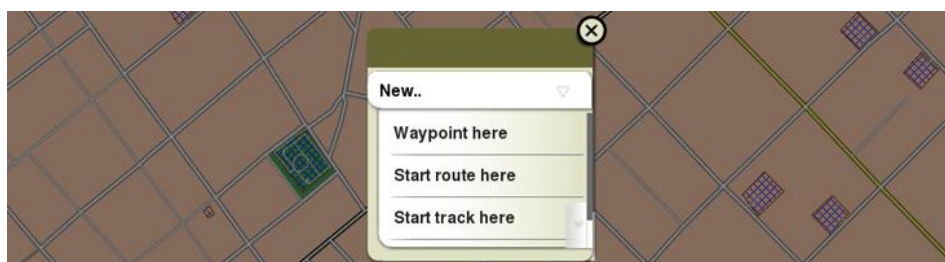 New..
Waypoint here
Start route here
Start track here